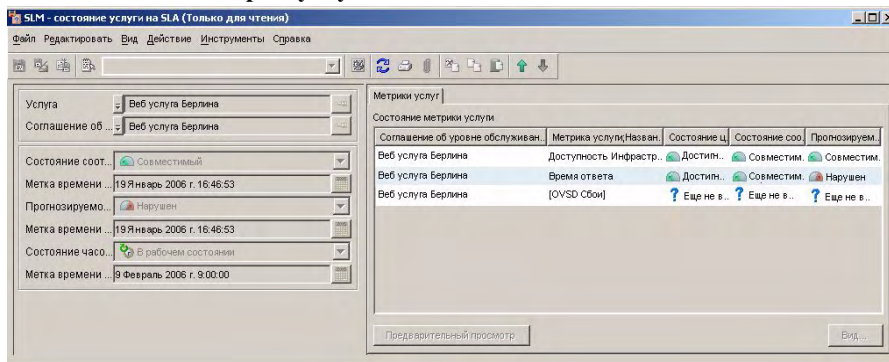 SLM - состояние услуги на SLA (Только для чтения)
Файл Редактировать Вид Действие Инструменты Справка
Услуга Веб услуга Берлина
Соглашение об ... Веб услуга Берлина
Состояние соот... Совместимый
Метка времени ... 19 Январь 2006 г. 16:46:53
Прогнозируемо... Нарушен
Метка времени ... 19 Январь 2006 г. 16:46:53
Состояние часо... В рабочем состоянии
Метка времени ... 9 Февраль 2006 г. 9:00:00
Метрики услуг
Состояние метрики услуги
Соглашение об уровне обслуживан.. Метрика услуги;Назван. Состояние ц. Состояние соо. Прогнозируем..
Веб услуга Берлина Доступность Инфрастр.. Достигн.. Совместим. Совместим.
Веб услуга Берлина Время ответа Достигн.. Совместим. Нарушен
Веб услуга Берлина [OVSD Сбои] Еще не в.. Еще не в.. Еще не в..
Предварительный просмотр Вид...